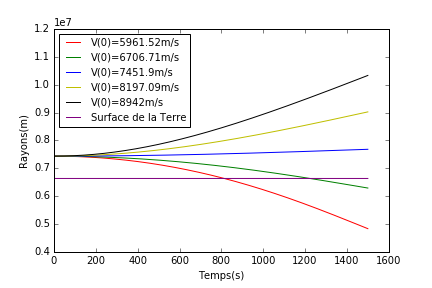 1e7
1.2
1.1
1.0
0.9
0.8
0.7
0.6
0.5
0.4
Rayons(m)
V(0)=5961.52m/s
V(0)=6706.71m/s
V(0)=7451.9m/s
V(0)=8197.09m/s
V(0)=8942m/s
Surface de la Terre
0 200 400 600 800 1000 1200 1400 1600
Temps(s)